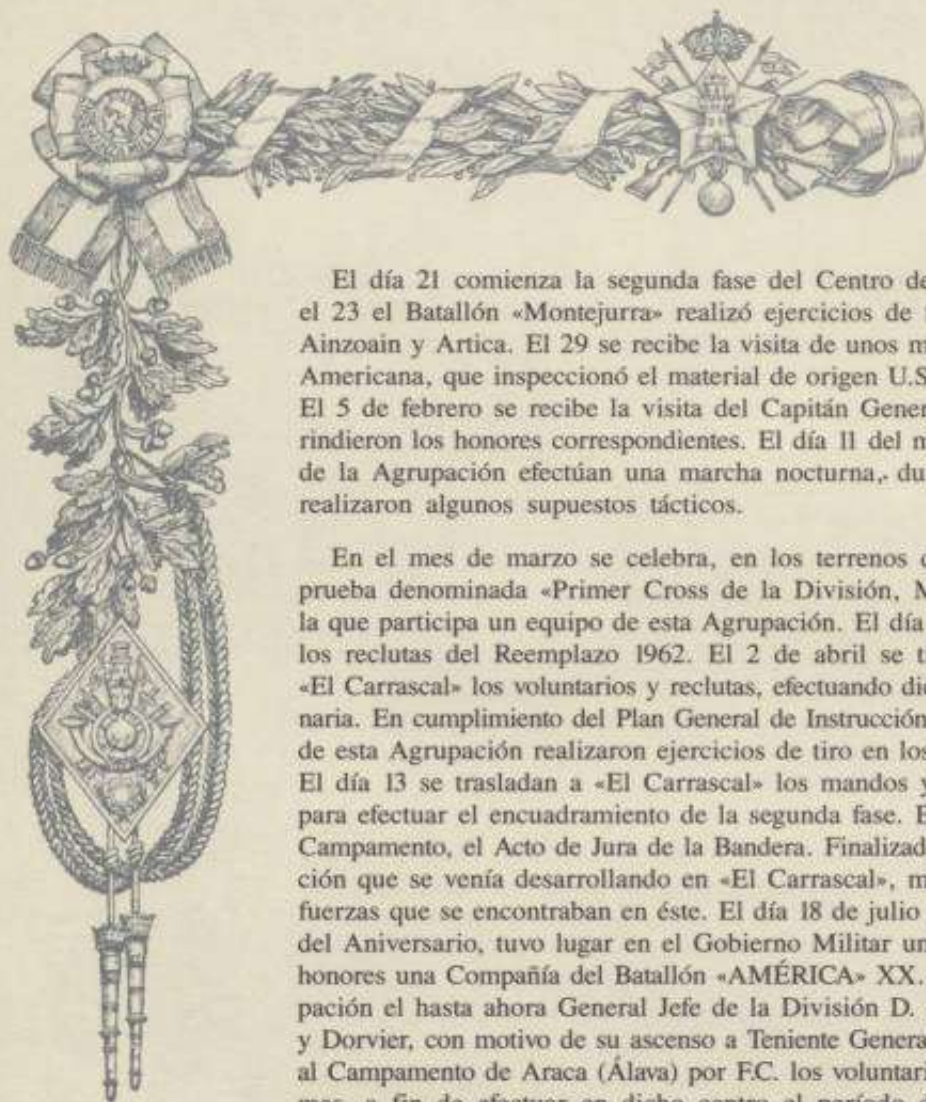 El día 21 comienza la segunda fase del Centro de
el 23 el Batallón «Montejurra» realizó ejercicios de
Ainzoain y Artica. El 29 se recibe la visita de unos
Americana, que inspeccionó el material de origen U.S
El 5 de febrero se recibe la visita del Capitán Gener
rindieron los honores correspondientes. El día 11 del
de la Agrupación efectúan una marcha nocturna,. du
realizaron algunos supuestos tácticos.
En el mes de marzo se celebra, en los terrenos
prueba denominada «Primer Cross de la División, M
la que participa un equipo de esta Agrupación. El día
los reclutas del Reemplazo 1962. El 2 de abril se
«El Carrascal» los voluntarios y reclutas, efectuando dic
naria. En cumplimiento del Plan General de Instrucción
de esta Agrupación realizaron ejercicios de tiro en los
El día 13 se trasladan a «El Carrascal» los mandos y
para efectuar el encuadramiento de la segunda fase. E
Campamento, el Acto de Jura de la Bandera. Finalizad
ción que se venía desarrollando en «El Carrascal», m
fuerzas que se encontraban en éste. El día 18 de julio
del Aniversario, tuvo lugar en el Gobierno Militar un
honores una Compañía del Batallón «AMÉRICA» XX.
pación el hasta ahora General Jefe de la División D.
y Dorvier, con motivo de su ascenso a Teniente Genera
al Campamento de Araca (Álava) por F.C. los voluntari